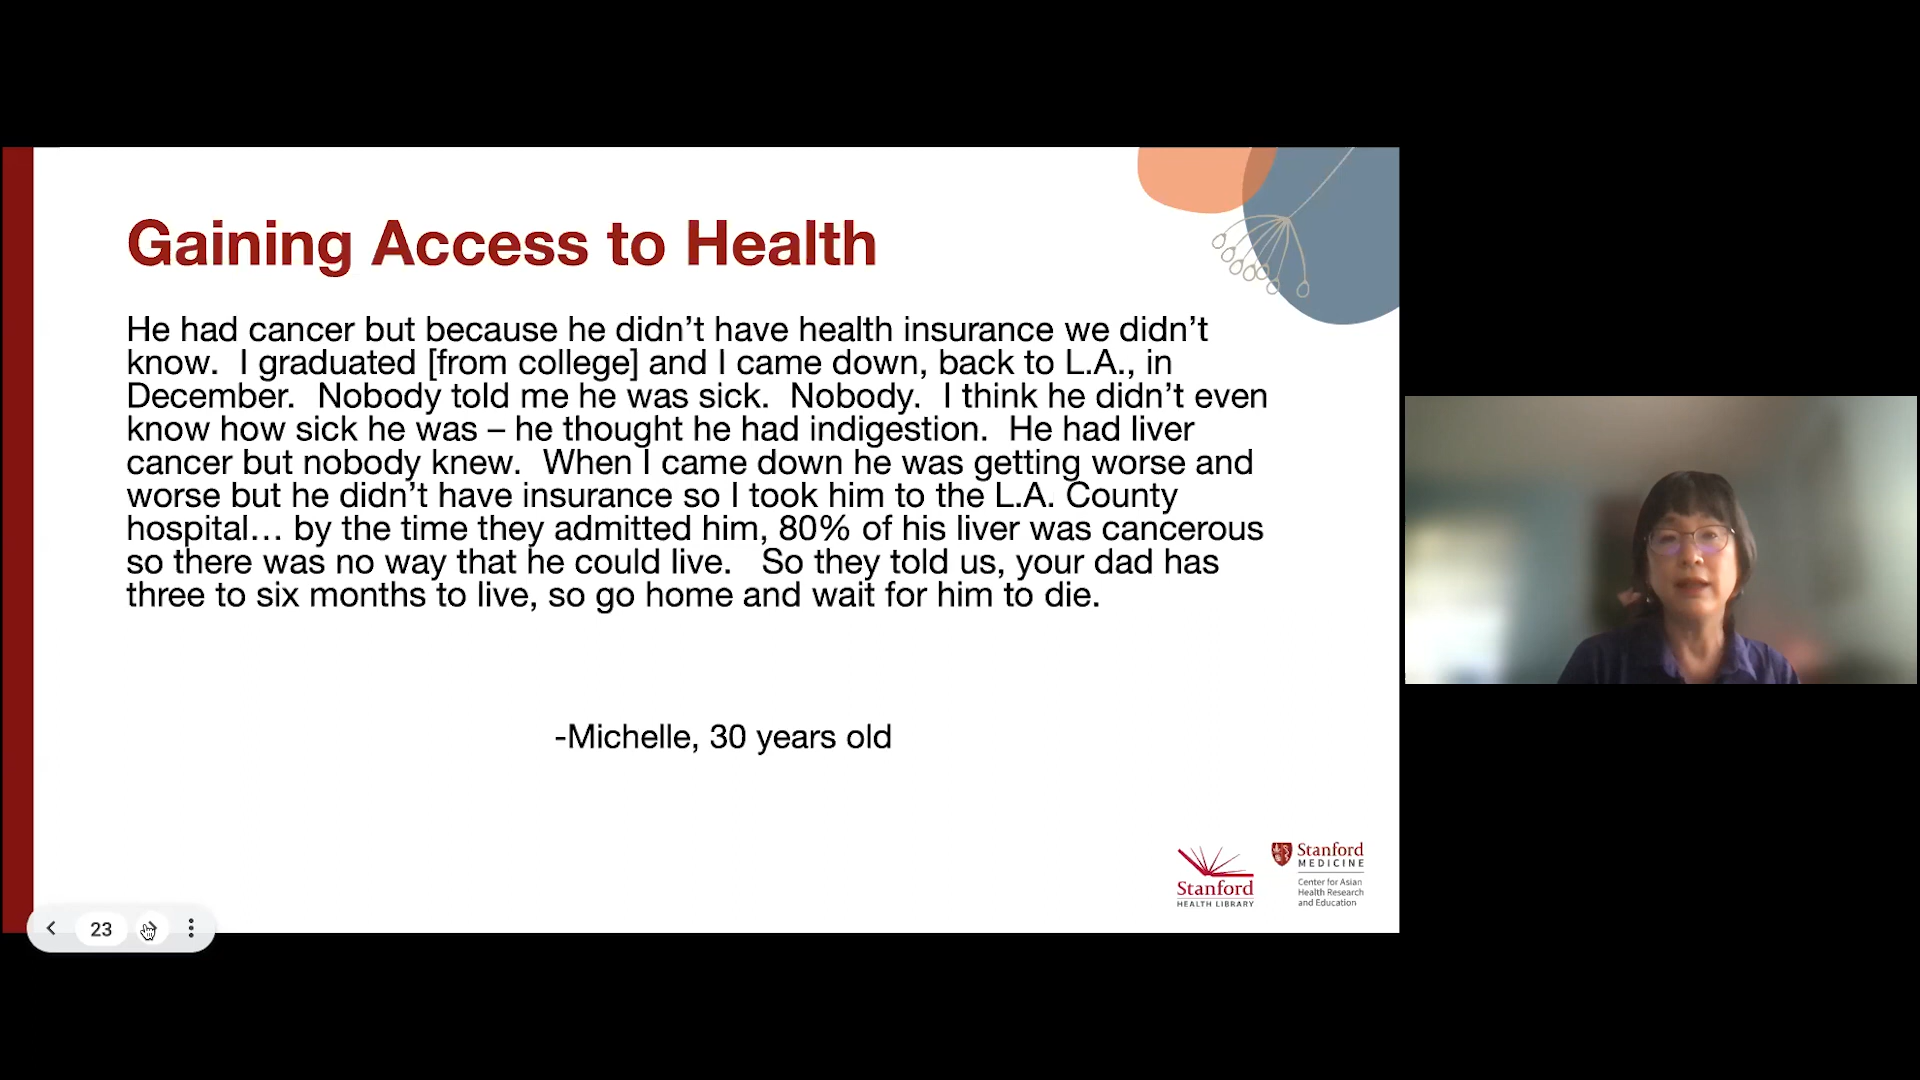 Gaining Access to Health
He had cancer but because he didn’t have health insurance we didn’t
know.  I graduated [from college] and I came down, back to L.A., in
December.  Nobody told me he was sick.  Nobody.  I think he didn’t even
know how sick he was – he thought he had indigestion.  He had liver
cancer but nobody knew.  When I came down he was getting worse and
worse but he didn’t have insurance so I took him to the L.A. County
hospital… by the time they admitted him, 80% of his liver was cancerous
so there was no way that he could live.   So they told us, your dad has
three to six months to live, so go home and wait for him to die.
-Michelle, 30 years old
Stanford
HEALTH LIBRARY
Stanford
MEDICINE
Center for Asian
Health Research
and Education
23